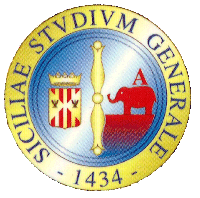 SICILIAE STVDIVM GENERALE
- 1434 -
A